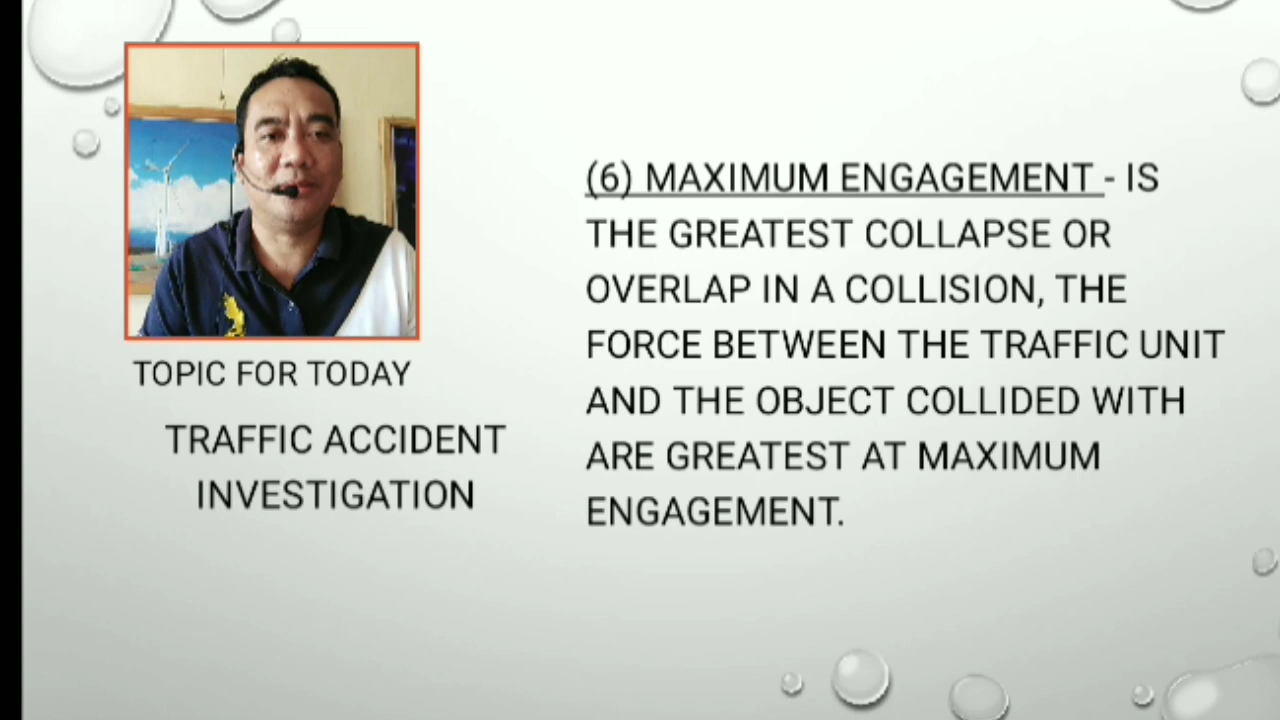 TOPIC FOR TODAY
TRAFFIC ACCIDENT
INVESTIGATION
(6) MAXIMUM ENGAGEMENT - IS
THE GREATEST COLLAPSE OR
OVERLAP IN A COLLISION, THE
FORCE BETWEEN THE TRAFFIC UNIT
AND THE OBJECT COLLIDED WITH
ARE GREATEST AT MAXIMUM
ENGAGEMENT.